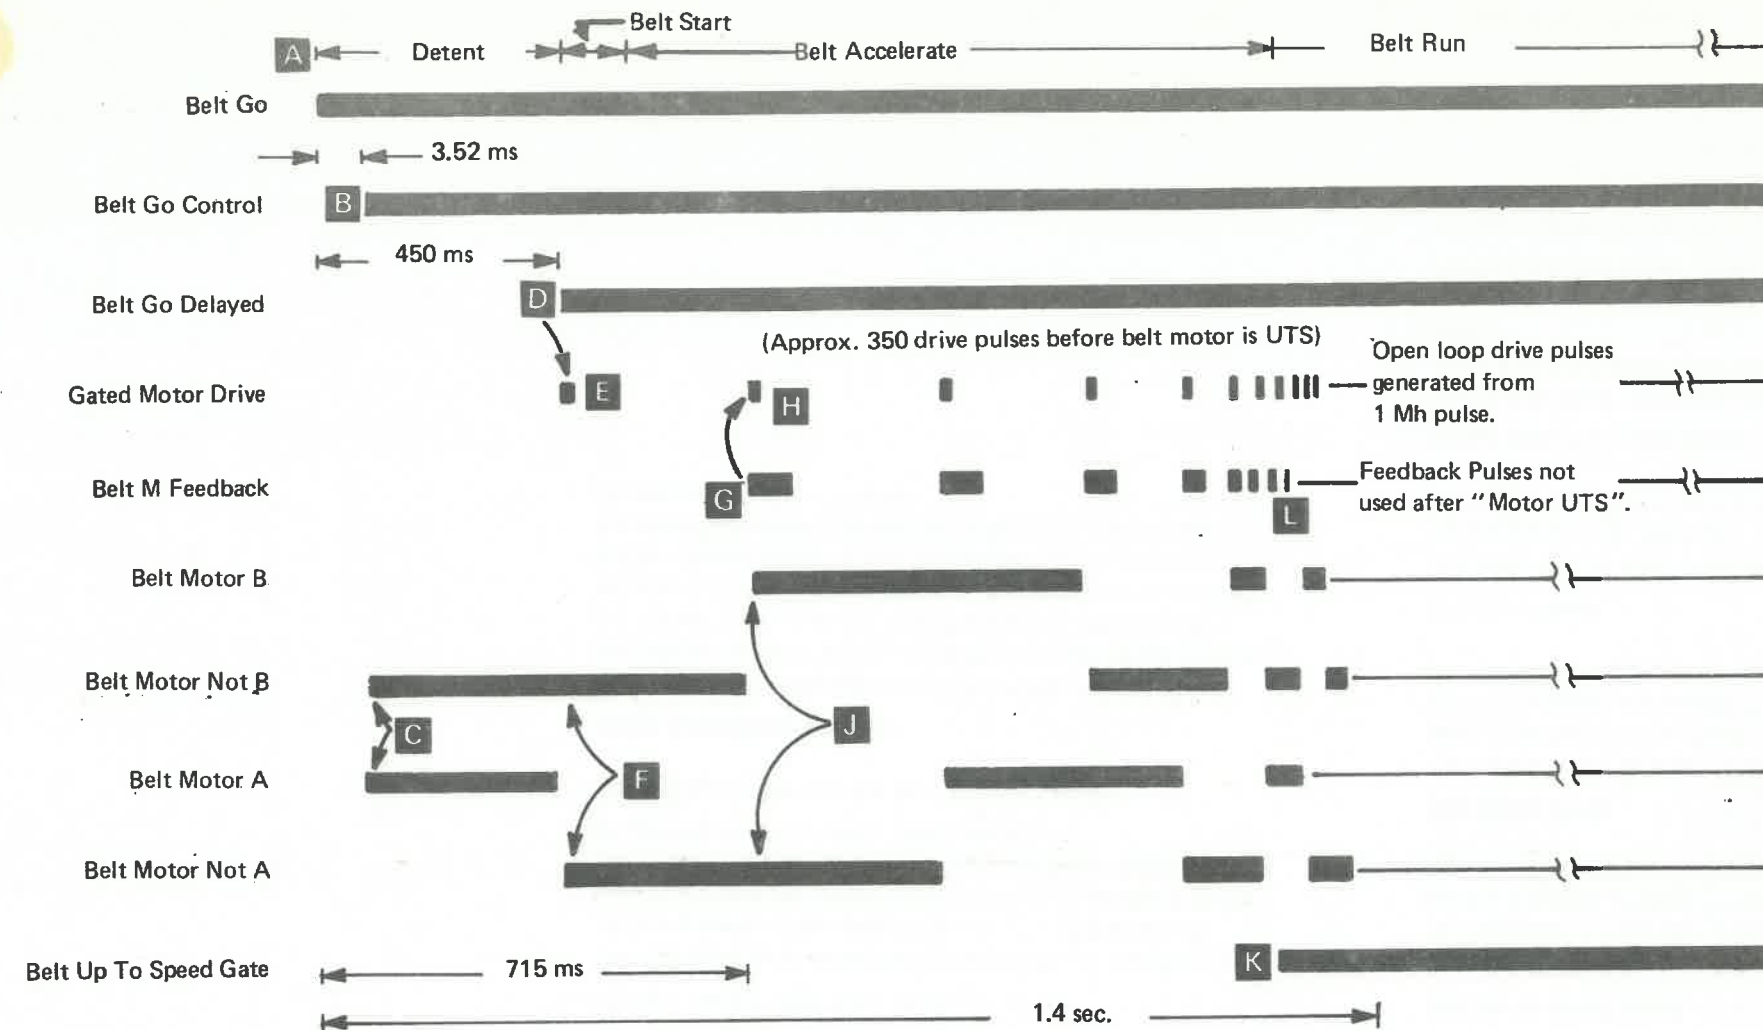 Belt Start
A Detent Belt Accelerate Belt Run
Belt Go
3.52 ms
Belt Go Control B
450 ms
Belt Go Delayed D
(Approx. 350 drive pulses before belt motor is UTS)
Gated Motor Drive E H
Open loop drive pulses
generated from
1 Mh pulse.
Belt M Feedback G L
Feedback Pulses not
used after "Motor UTS".
Belt Motor B
Belt Motor Not B
C F J
Belt Motor A
Belt Motor Not A
Belt Up To Speed Gate 715 ms K
1.4 sec.